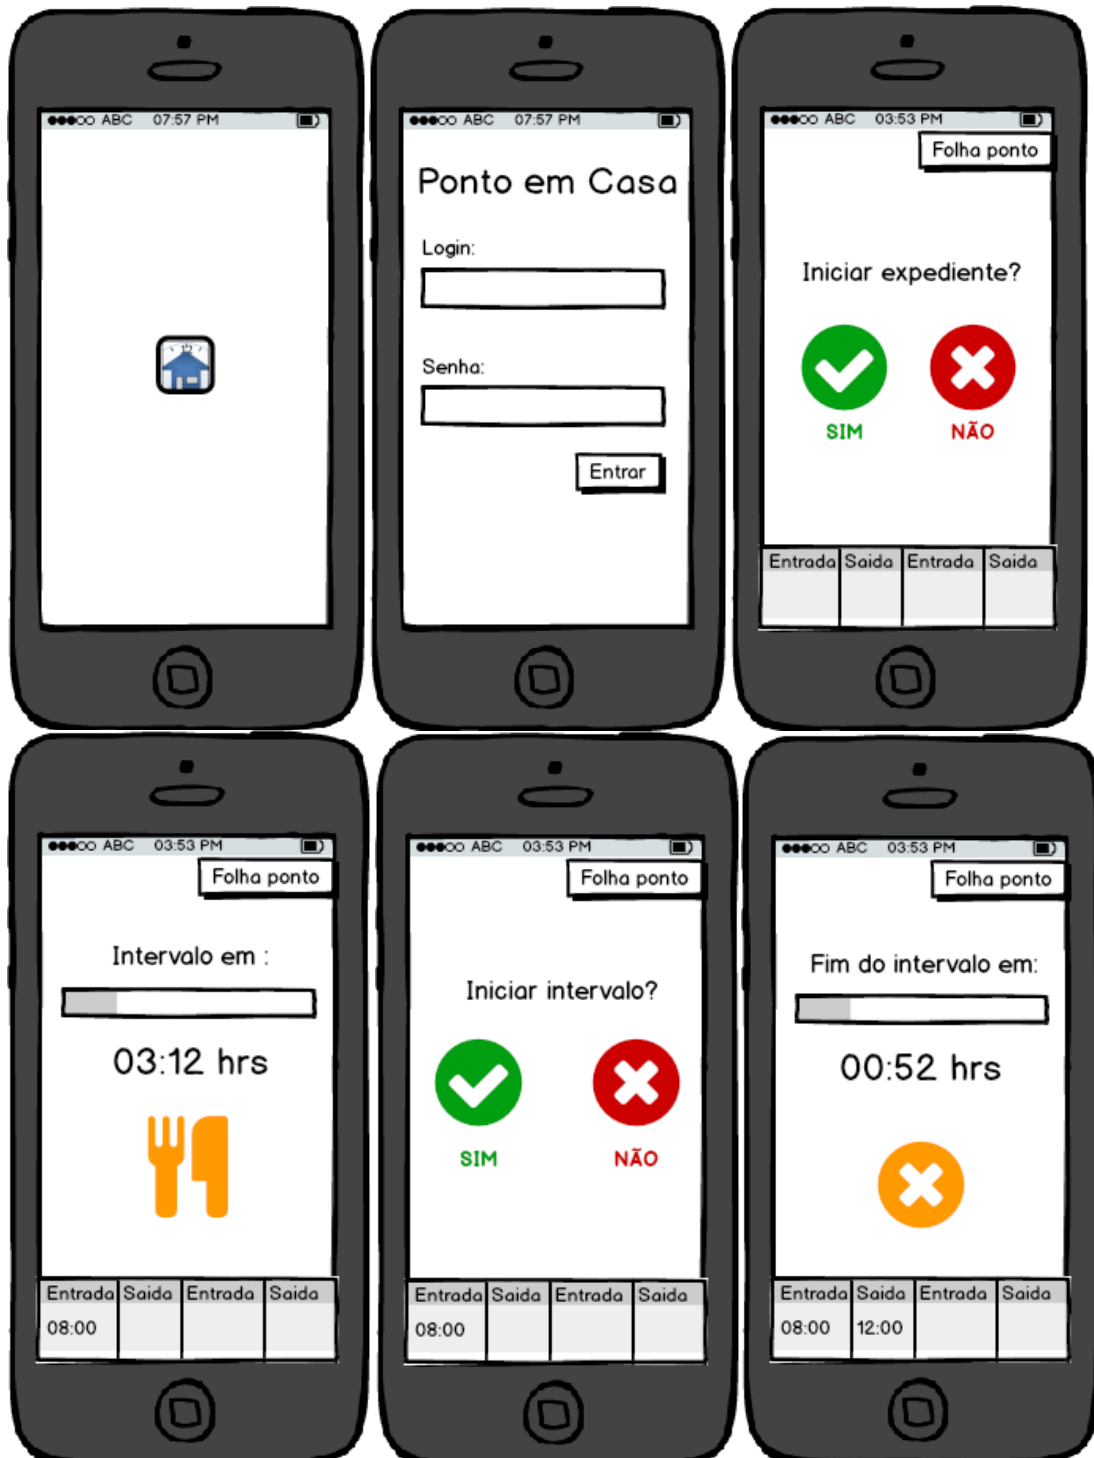 ABC 07:57 PM
ABC 07:57 PM
Ponto em Casa
Login:
Senha:
Entrar
ABC 03:53 PM
Folha ponto
Iniciar expediente?
SIM NÃO
Entrada Saida Entrada Saida
ABC 03:53 PM
Folha ponto
Intervalo em :
03:12 hrs
Entrada Saida Entrada Saida
08:00
ABC 03:53 PM
Folha ponto
Iniciar intervalo?
SIM NÃO
Entrada Saida Entrada Saida
08:00
ABC 03:53 PM
Folha ponto
Fim do intervalo em:
00:52 hrs
Entrada Saida Entrada Saida
08:00 12:00